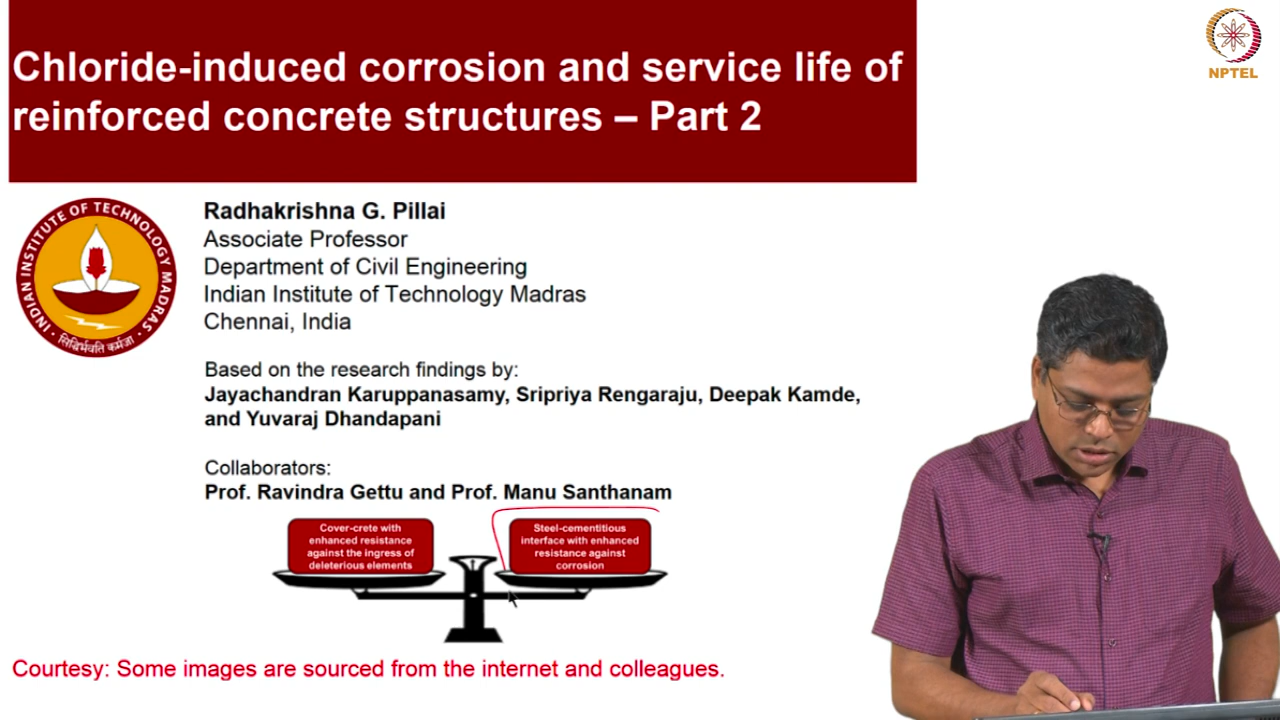 Chloride-induced corrosion and service life of
reinforced concrete structures – Part 2
NPTEL
INDIAN INSTITUTE OF TECHNOLOGY MADRAS
सिद्धिर्भवति कर्मजा
Radhakrishna G. Pillai
Associate Professor
Department of Civil Engineering
Indian Institute of Technology Madras
Chennai, India
Based on the research findings by:
Jayachandran Karuppanasamy, Sripriya Rengaraju, Deepak Kamde,
and Yuvaraj Dhandapani
Collaborators:
Prof. Ravindra Gettu and Prof. Manu Santhanam
Cover-crete with
enhanced resistance
against the ingress of
deleterious elements
Steel-cementitious
interface with enhanced
resistance against
corrosion
Courtesy: Some images are sourced from the internet and colleagues.